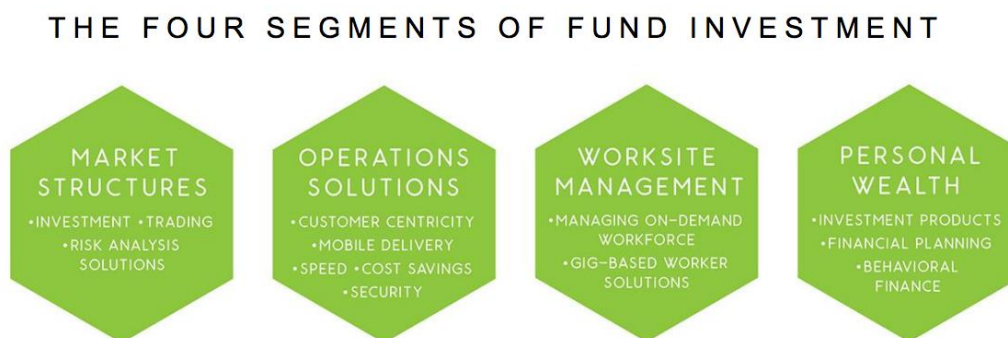 THE FOUR SEGMENTS OF FUND INVESTMENT
MARKET
STRUCTURES
•INVESTMENT •TRADING
•RISK ANALYSIS
SOLUTIONS
OPERATIONS
SOLUTIONS
•CUSTOMER CENTRICITY
•MOBILE DELIVERY
•SPEED •COST SAVINGS
•SECURITY
WORKSITE
MANAGEMENT
•MANAGING ON-DEMAND
WORKFORCE
•GIG-BASED WORKER
SOLUTIONS
PERSONAL
WEALTH
•INVESTMENT PRODUCTS
•FINANCIAL PLANNING
•BEHAVIORAL
FINANCE